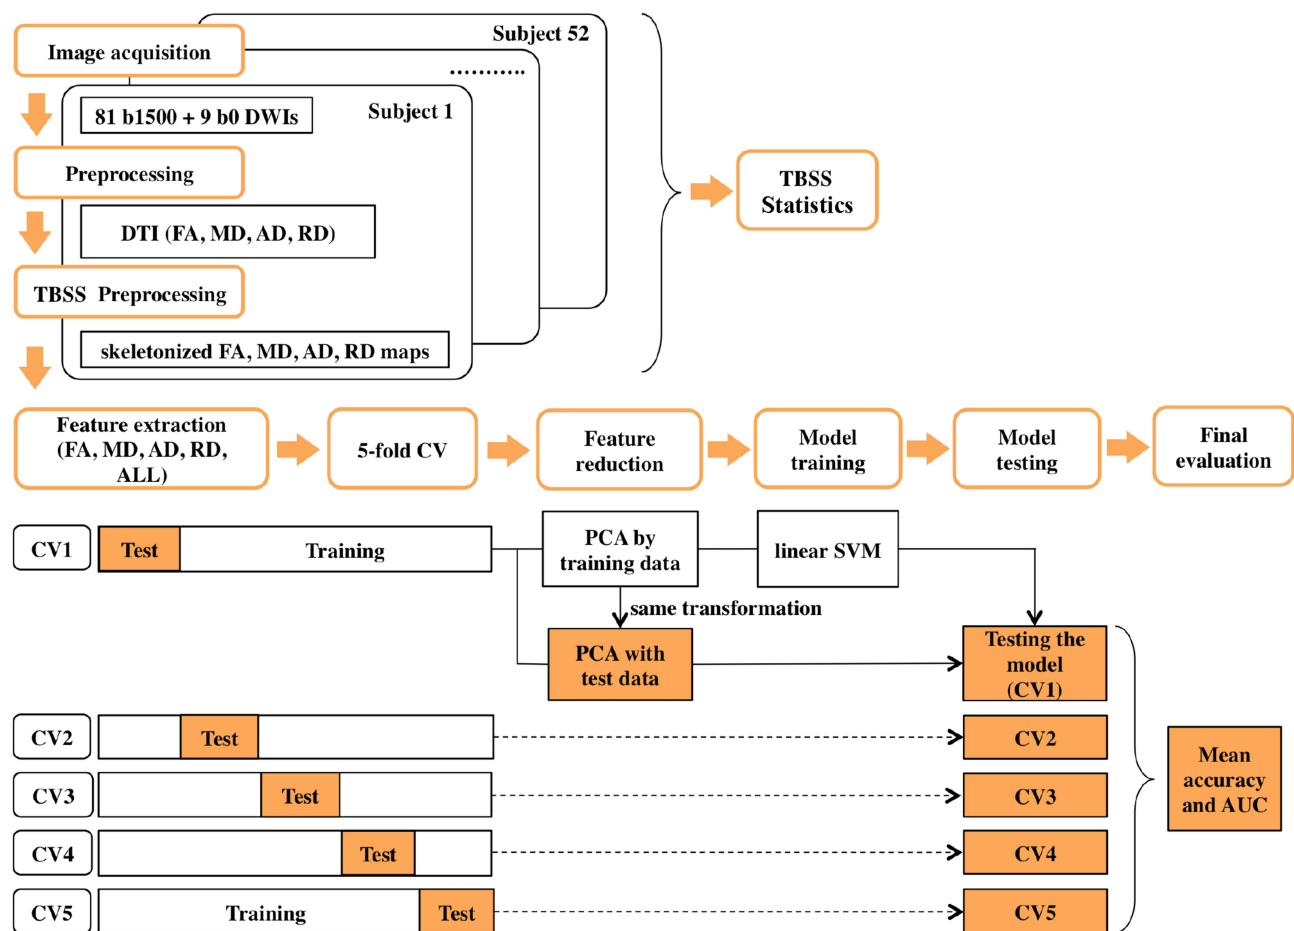 Image acquisition
Subject 52
...........
Subject 1
81 b1500 + 9 b0 DWIs
Preprocessing
DTI (FA, MD, AD, RD)
TBSS Preprocessing
skeletonized FA, MD, AD, RD maps
TBSS
Statistics
Feature extraction
(FA, MD, AD, RD,
ALL)
5-fold CV
Feature
reduction
Model
training
Model
testing
Final
evaluation
CV1
Test
Training
PCA by
training data
linear SVM
same transformation
PCA with
test data
Testing the
model
(CV1)
CV2
Test
CV2
CV3
Test
CV3
CV4
Test
CV4
CV5
Training
Test
CV5
Mean
accuracy
and AUC